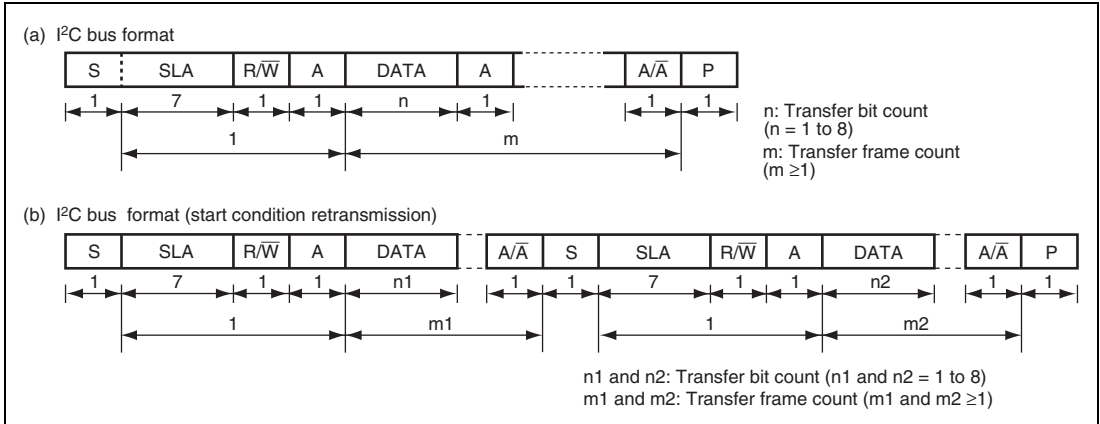 (a) I²C bus format
S SLA R/W̅ A DATA A A/A̅ P
1 7 1 1 n 1 1 1
1 m
n: Transfer bit count
(n = 1 to 8)
m: Transfer frame count
(m ≥1)
(b) I²C bus format (start condition retransmission)
S SLA R/W̅ A DATA A/A̅ S SLA R/W̅ A DATA A/A̅ P
1 7 1 1 n1 1 1 7 1 1 n2 1 1
1 m1 1 m2
n1 and n2: Transfer bit count (n1 and n2 = 1 to 8)
m1 and m2: Transfer frame count (m1 and m2 ≥1)